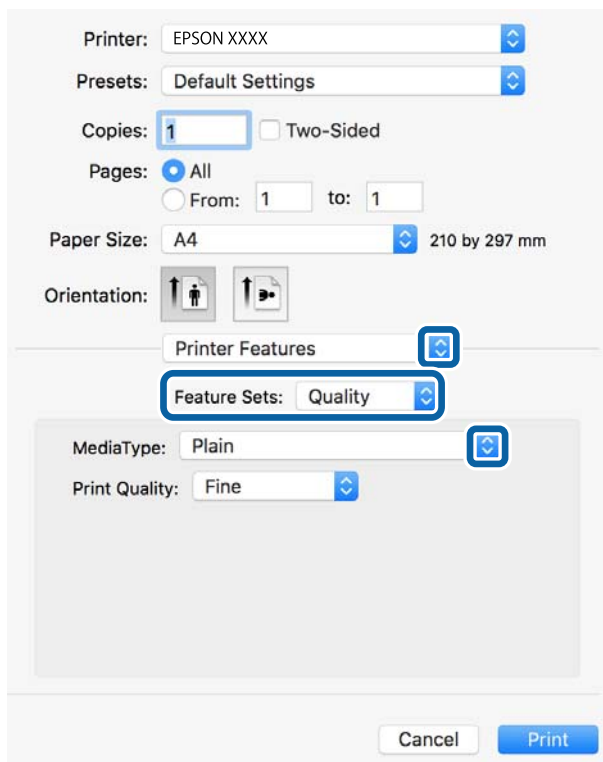 Printer: EPSON XXXX
Presets: Default Settings
Copies: 1 Two-Sided
Pages: All
From: 1 to: 1
Paper Size: A4 210 by 297 mm
Orientation:
Printer Features
Feature Sets: Quality
MediaType: Plain
Print Quality: Fine
Cancel Print